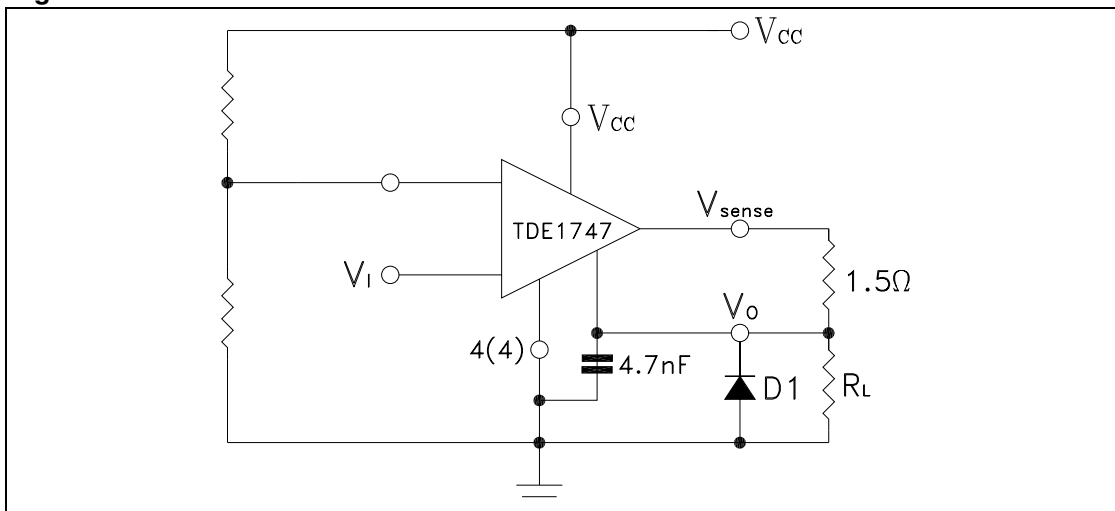 VCC
VCC
TDE1747
Vsense
VI
1.5Ω
VO
4(4)
4.7nF
D1
RL